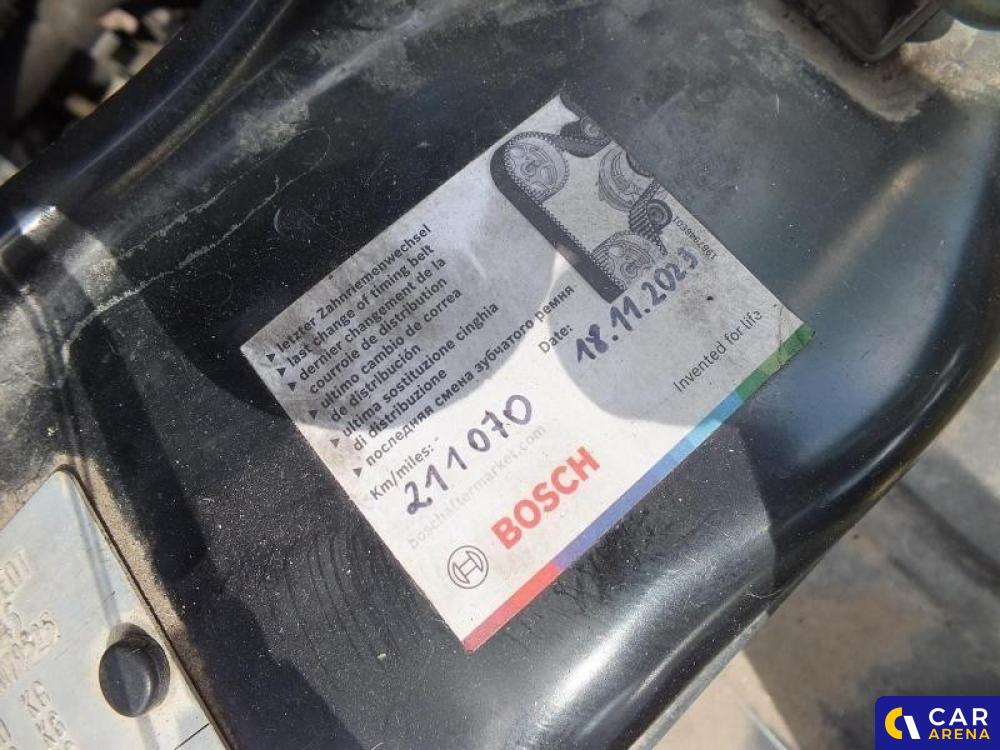 ▸ letzter Zahnriemenwechsel
▸ last change of timing belt
▸ dernier changement de la
courroie de distribution
▸ ultimo cambio de correa
de distribución
▸ ultima sostituzione cinghia
di distribuzione
▸ последняя смена зубчатого ремня
Km/miles:
211070
Date:
18.11.2023
boschaftermarket.com
BOSCH
Invented for life
KG
KG
CAR
ARENA